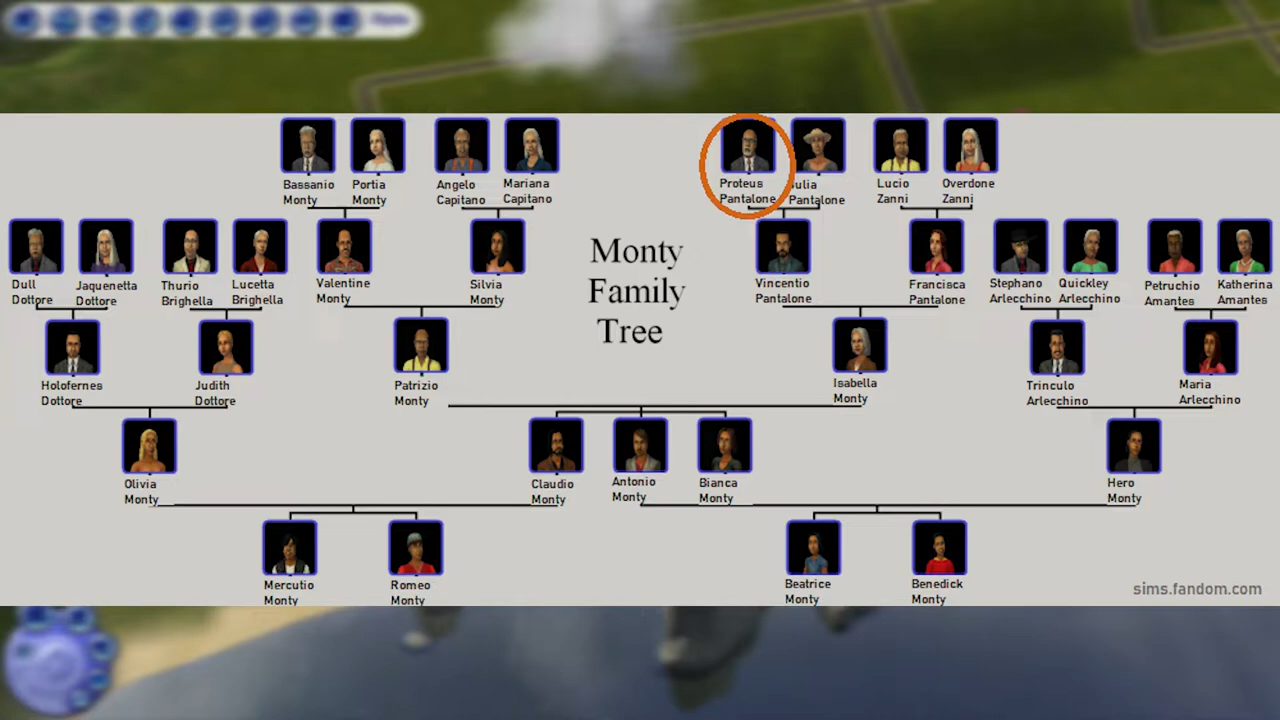 Bassanio
Monty
Portia
Monty
Angelo
Capitano
Mariana
Capitano
Proteus
Pantalone
Julia
Pantalone
Lucio
Zanni
Overdone
Zanni
Dull
Dottore
Jaquenetta
Dottore
Thurio
Brighella
Lucetta
Brighella
Valentine
Monty
Silvia
Monty
Monty
Family
Tree
Vincentio
Pantalone
Francisca
Pantalone
Stephano
Arlecchino
Quickley
Arlecchino
Petruchio
Amantes
Katherina
Amantes
Holofernes
Dottore
Judith
Dottore
Patrizio
Monty
Isabella
Monty
Trinculo
Arlecchino
Maria
Arlecchino
Olivia
Monty
Claudio
Monty
Antonio
Monty
Bianca
Monty
Hero
Monty
Mercutio
Monty
Romeo
Monty
Beatrice
Monty
Benedick
Monty
sims.fandom.com